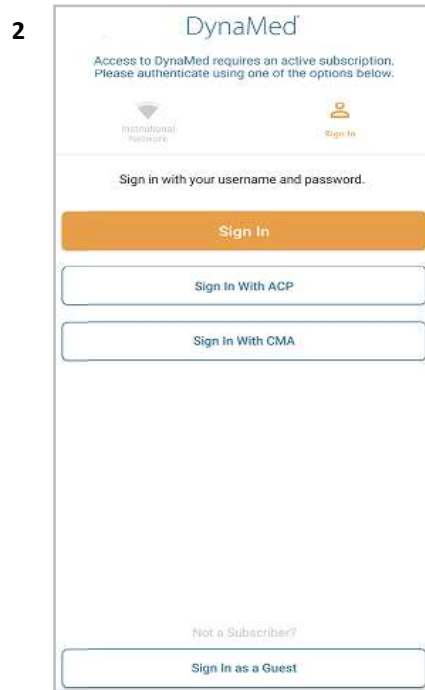 2
DynaMed
Access to DynaMed requires an active subscription.
Please authenticate using one of the options below.
Institutional
Network
Sign In
Sign in with your username and password.
Sign In
Sign In With ACP
Sign In With CMA
Not a Subscriber?
Sign In as a Guest